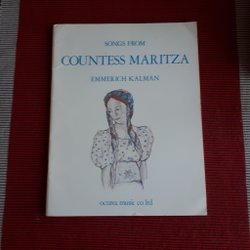 SONGS FROM
COUNTESS MARITZA
EMMERICH KALMAN
octava music co ltd